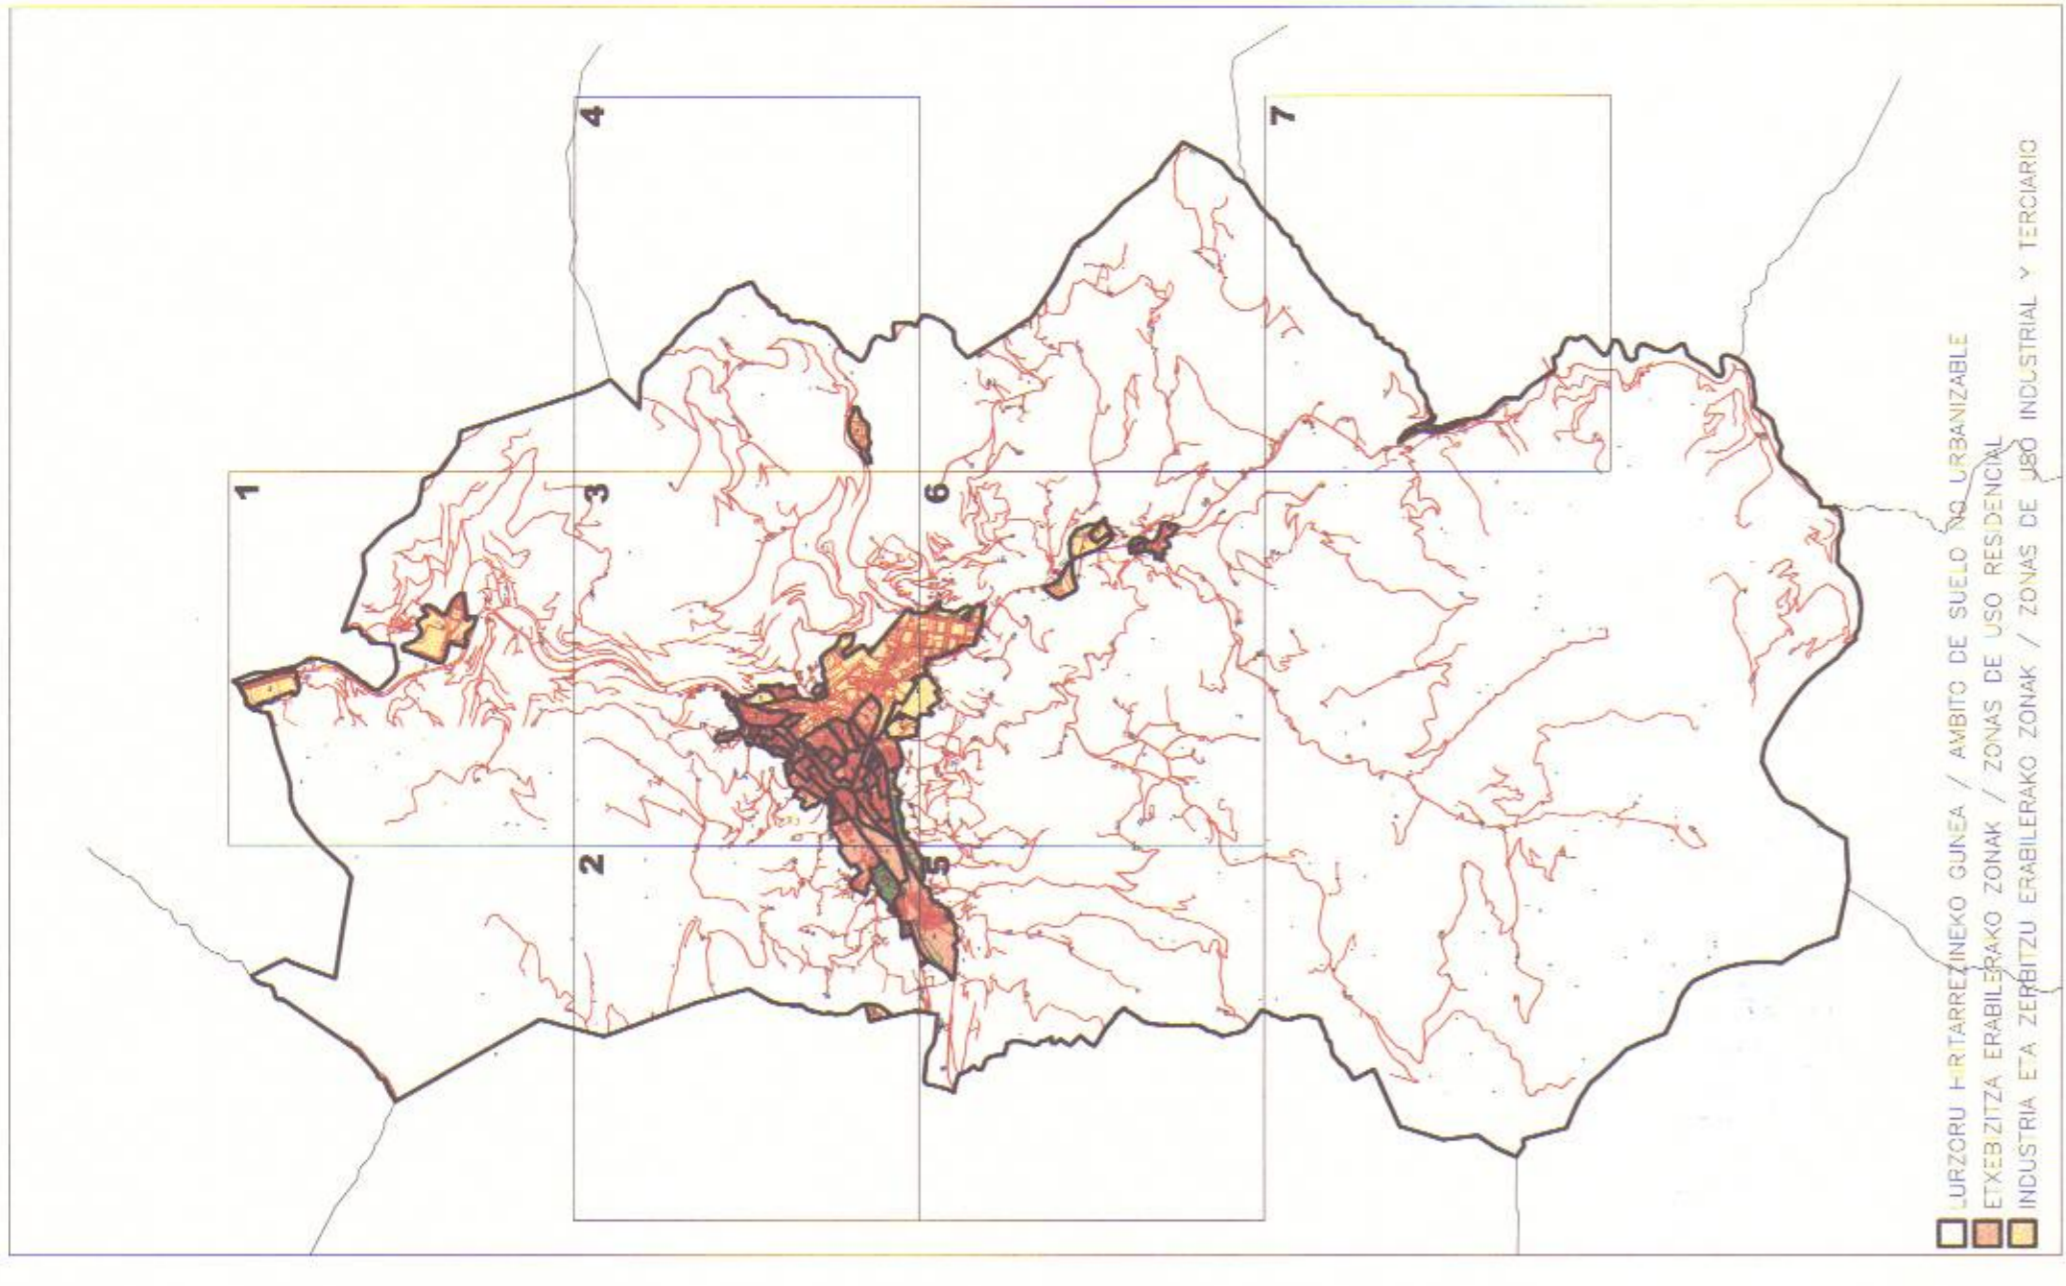 1
2
3
4
5
6
7
LURZORU HIRITARREZINEKO GUNEA / AMBITO DE SUELO NO URBANIZABLE
ETXEBIZITZA ERABILERAKO ZONAK / ZONAS DE USO RESIDENCIAL
INDUSTRIA ETA ZERBITZU ERABILERAKO ZONAK / ZONAS DE USO INDUSTRIAL Y TERCIARIO